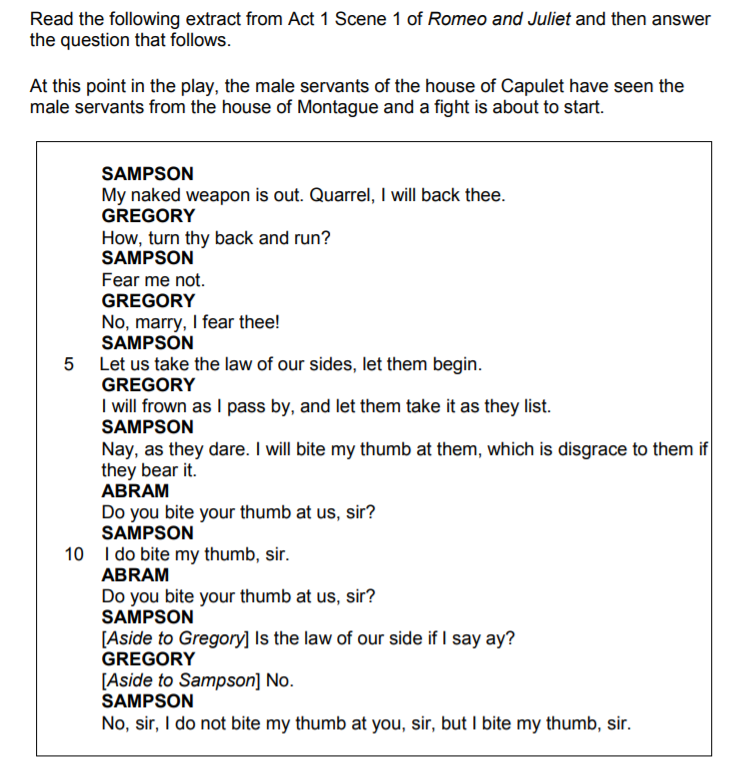 Read the following extract from Act 1 Scene 1 of Romeo and Juliet and then answer
the question that follows.
At this point in the play, the male servants of the house of Capulet have seen the
male servants from the house of Montague and a fight is about to start.
SAMPSON
My naked weapon is out. Quarrel, I will back thee.
GREGORY
How, turn thy back and run?
SAMPSON
Fear me not.
GREGORY
No, marry, I fear thee!
SAMPSON
5 Let us take the law of our sides, let them begin.
GREGORY
I will frown as I pass by, and let them take it as they list.
SAMPSON
Nay, as they dare. I will bite my thumb at them, which is disgrace to them if
they bear it.
ABRAM
Do you bite your thumb at us, sir?
SAMPSON
10 I do bite my thumb, sir.
ABRAM
Do you bite your thumb at us, sir?
SAMPSON
[Aside to Gregory] Is the law of our side if I say ay?
GREGORY
[Aside to Sampson] No.
SAMPSON
No, sir, I do not bite my thumb at you, sir, but I bite my thumb, sir.